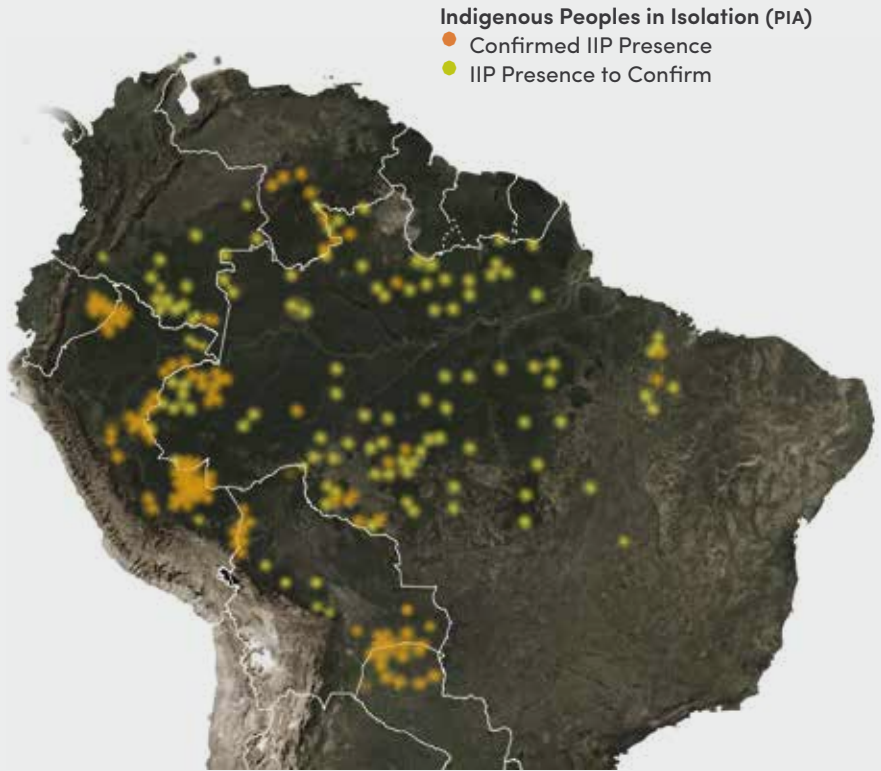 Indigenous Peoples in Isolation (PIA)
Confirmed IIP Presence
IIP Presence to Confirm